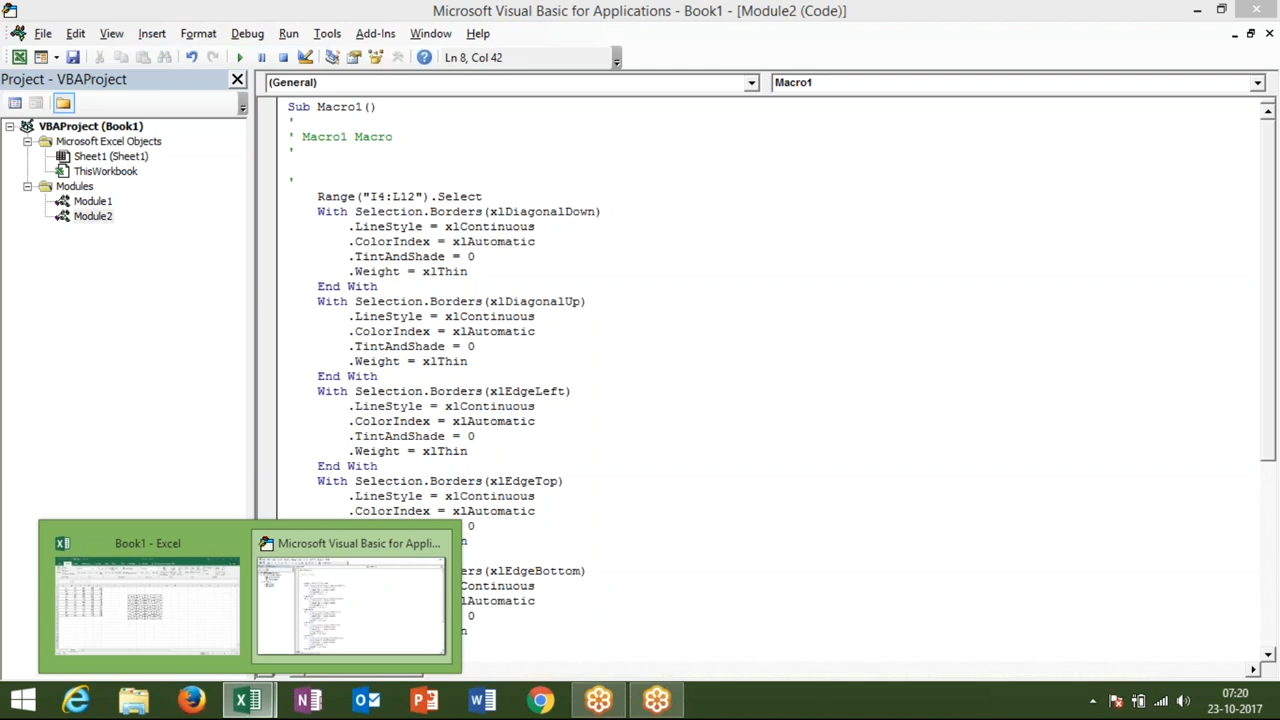 Microsoft Visual Basic for Applications - Book1 - [Module2 (Code)]
File Edit View Insert Format Debug Run Tools Add-Ins Window Help
Ln 8, Col 42
Project - VBAProject
(General)
Macro1
VBAProject (Book1)
Microsoft Excel Objects
Sheet1 (Sheet1)
ThisWorkbook
Modules
Module1
Module2
Sub Macro1()
'
' Macro1 Macro
'
'
Range("I4:L12").Select
With Selection.Borders(xlDiagonalDown)
.LineStyle = xlContinuous
.ColorIndex = xlAutomatic
.TintAndShade = 0
.Weight = xlThin
End With
With Selection.Borders(xlDiagonalUp)
.LineStyle = xlContinuous
.ColorIndex = xlAutomatic
.TintAndShade = 0
.Weight = xlThin
End With
With Selection.Borders(xlEdgeLeft)
.LineStyle = xlContinuous
.ColorIndex = xlAutomatic
.TintAndShade = 0
.Weight = xlThin
End With
With Selection.Borders(xlEdgeTop)
.LineStyle = xlContinuous
.ColorIndex = xlAutomatic
0
n
ers(xlEdgeBottom)
Continuous
lAutomatic
0
n
Book1 - Excel
Microsoft Visual Basic for Appli...
07:20
23-10-2017